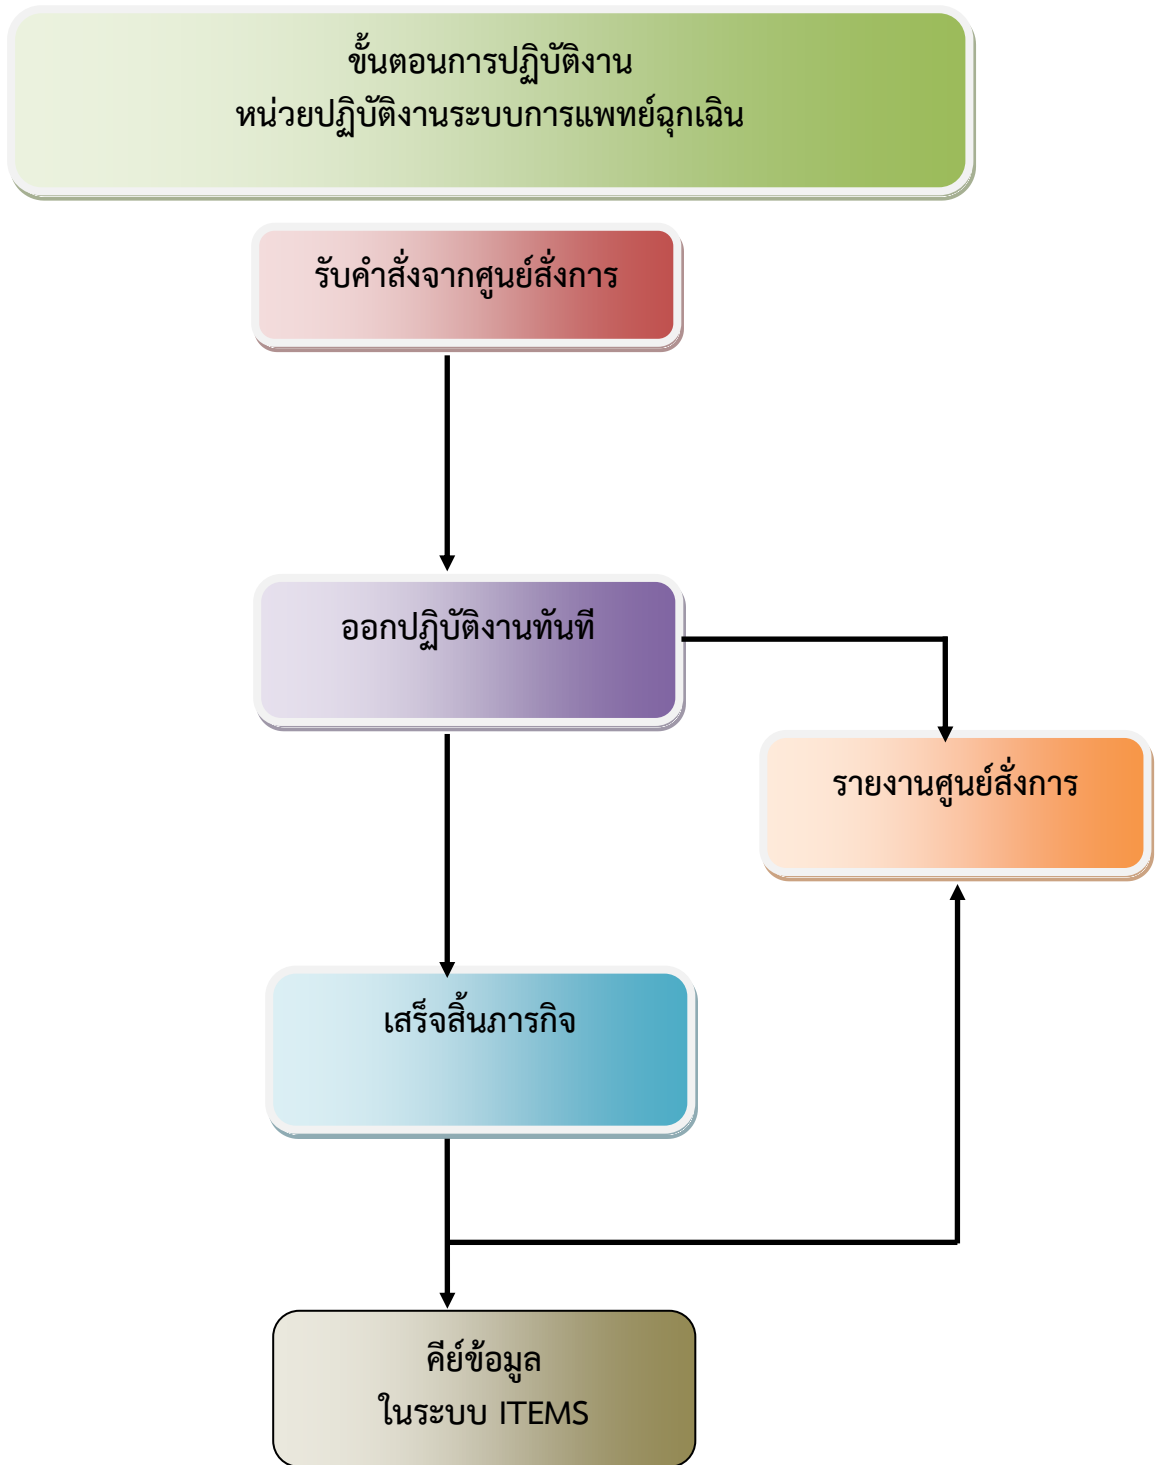 ขั้นตอนการปฏิบัติงาน
หน่วยปฏิบัติงานระบบการแพทย์ฉุกเฉิน
รับคำสั่งจากศูนย์สั่งการ
ออกปฏิบัติงานทันที
รายงานศูนย์สั่งการ
เสร็จสิ้นภารกิจ
คีย์ข้อมูล
ในระบบ ITEMS